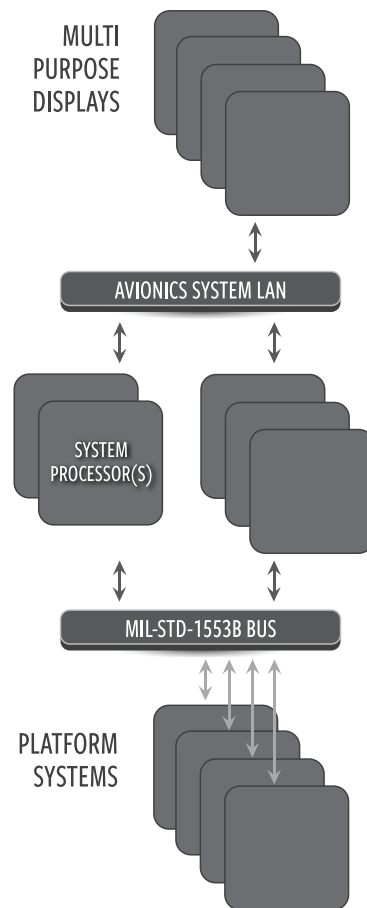 MULTI
PURPOSE
DISPLAYS
AVIONICS SYSTEM LAN
SYSTEM
PROCESSOR(S)
MIL-STD-1553B BUS
PLATFORM
SYSTEMS